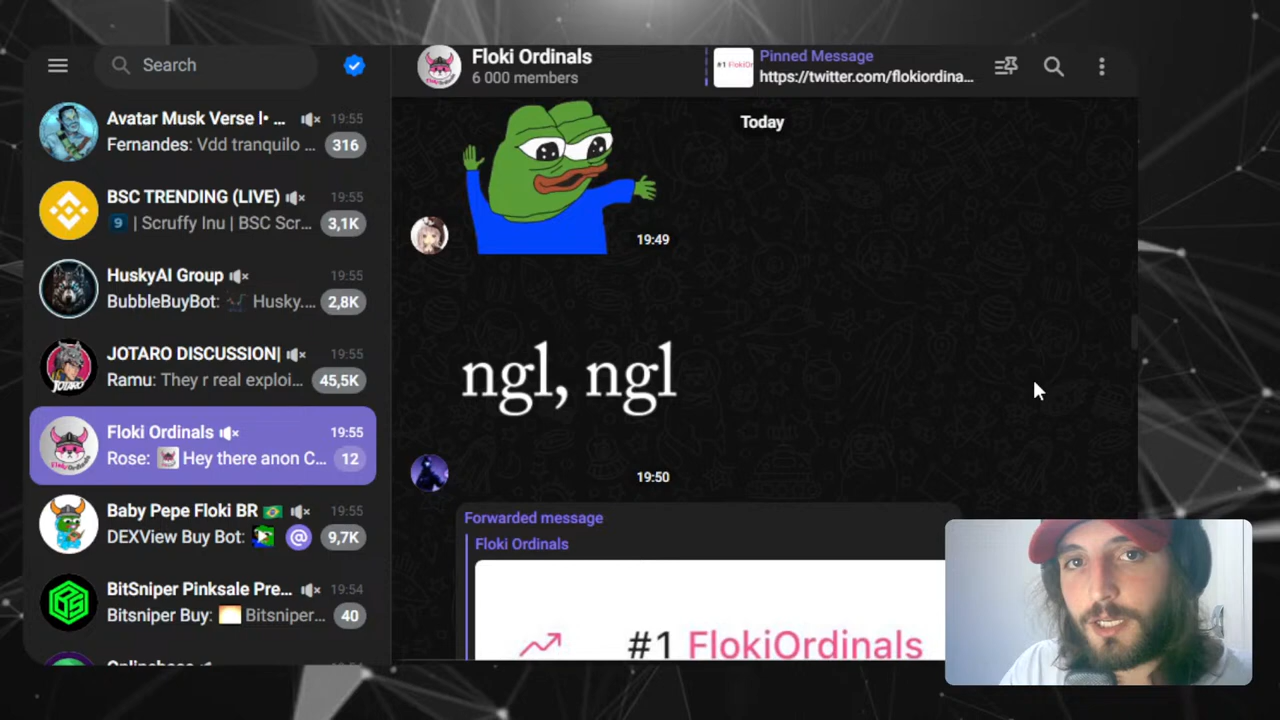 Search
Avatar Musk Verse |• ...
19:55
Fernandes: Vdd tranquilo ...
316
BSC TRENDING (LIVE)
19:55
9 | Scruffy Inu | BSC Scr...
3,1K
HuskyAI Group
19:55
BubbleBuyBot: Husky....
2,8K
JOTARO DISCUSSION|
19:55
Ramu: They r real exploi...
45,5K
JOTARO
Floki Ordinals
19:55
Rose: Hey there anon C...
12
Baby Pepe Floki BR
19:55
DEXView Buy Bot:
@
9,7K
BitSniper Pinksale Pre...
19:54
Bitsniper Buy: Bitsniper...
40
Floki Ordinals
6 000 members
Pinned Message
https://twitter.com/flokiordina...
Today
19:49
ngl, ngl
19:50
Forwarded message
Floki Ordinals
#1 FlokiOrdinals